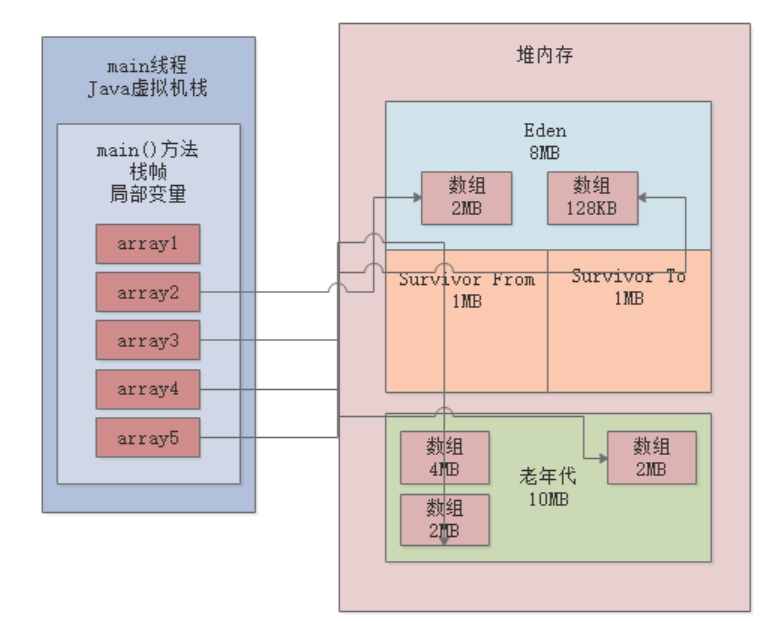 main线程
Java虚拟机栈
main()方法
栈帧
局部变量
array1
array2
array3
array4
array5
堆内存
Eden
8MB
数组
2MB
数组
128KB
Survivor From
1MB
Survivor To
1MB
数组
4MB
数组
2MB
老年代
10MB
数组
2MB